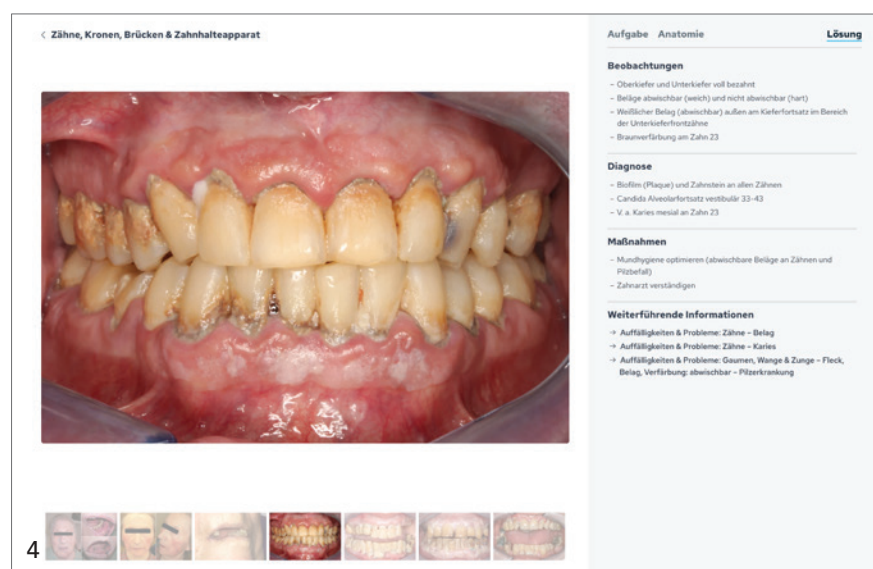 < Zähne, Kronen, Brücken & Zahnhalteapparat
Aufgabe Anatomie Lösung
Beobachtungen
– Oberkiefer und Unterkiefer voll bezahnt
– Beläge abwischbar (weich) und nicht abwischbar (hart)
– Weißlicher Belag (abwischbar) außen am Kieferfortsatz im Bereich
der Unterkieferfrontzähne
– Braunverfärbung am Zahn 23
Diagnose
– Biofilm (Plaque) und Zahnstein an allen Zähnen
– Candida Alveolarfortsatz vestibulär 33–43
– V. a. Karies mesial an Zahn 23
Maßnahmen
– Mundhygiene optimieren (abwischbare Beläge an Zähnen und
Pilzbefall)
– Zahnarzt verständigen
Weiterführende Informationen
→ Auffälligkeiten & Probleme: Zähne – Belag
→ Auffälligkeiten & Probleme: Zähne – Karies
→ Auffälligkeiten & Probleme: Gaumen, Wange & Zunge – Fleck,
Belag, Verfärbung: abwischbar – Pilzerkrankung
4